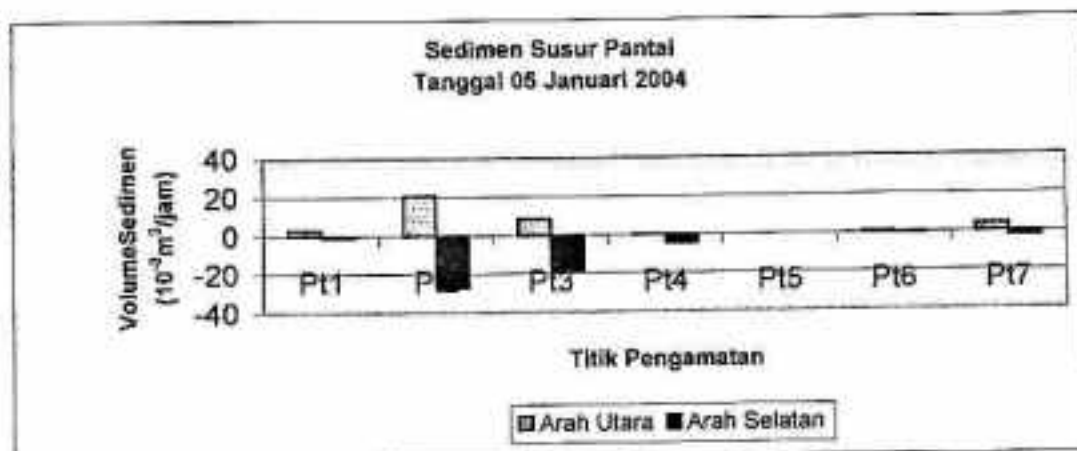 Sedimen Susur Pantai
Tanggal 05 Januari 2004
VolumeSedimen
(10⁻³m³/jam)
40
20
0
-20
-40
Pt1 P Pt3 Pt4 Pt5 Pt6 Pt7
Titik Pengamatan
Arah Utara Arah Selatan